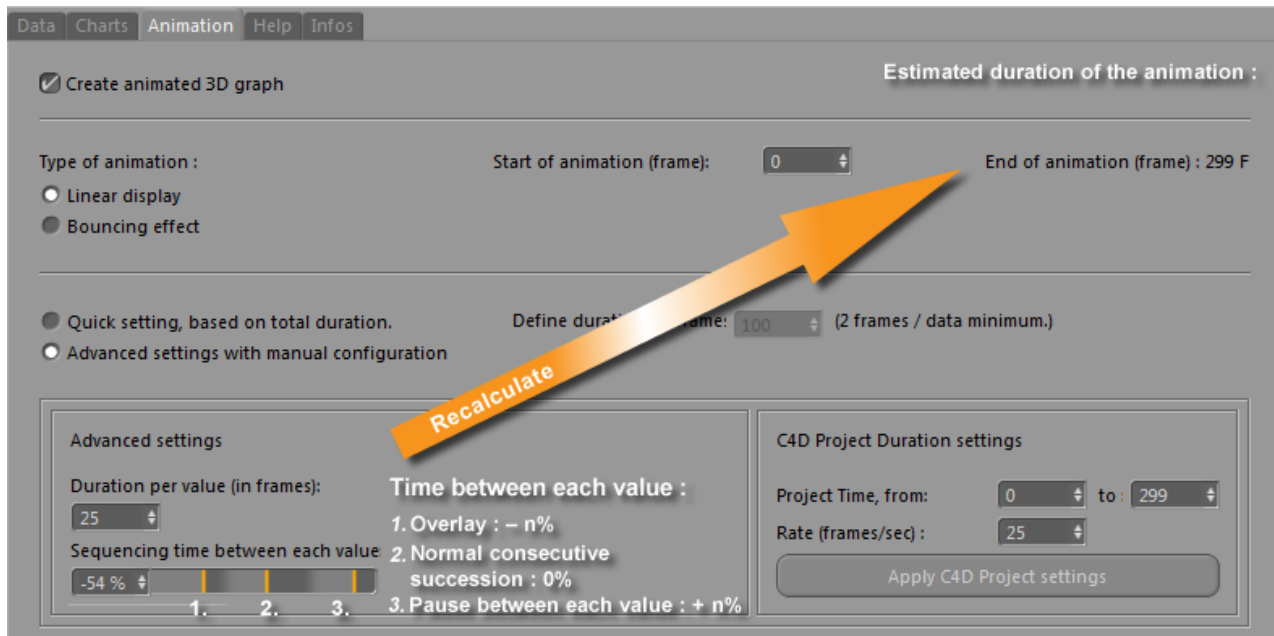 Data Charts Animation Help Infos
Create animated 3D graph
Estimated duration of the animation :
Type of animation :
Start of animation (frame): 0
End of animation (frame) : 299 F
Linear display
Bouncing effect
Quick setting, based on total duration.
Define 100 (2 frames / data minimum.)
Advanced settings with manual configuration
Recalculate
Advanced settings
Duration per value (in frames):
25
Sequencing time between each value
-54 %
1. 2. 3.
Time between each value :
1. Overlay : – n%
2. Normal consecutive
succession : 0%
3. Pause between each value : + n%
C4D Project Duration settings
Project Time, from: 0 to : 299
Rate (frames/sec) : 25
Apply C4D Project settings